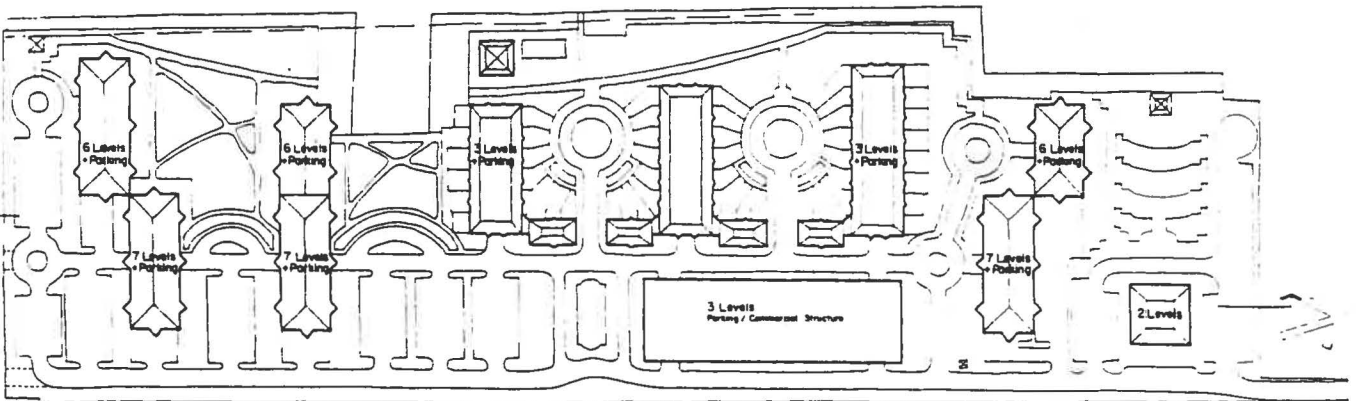 6 Levels
+ Parking
6 Levels
+ Parking
3 Levels
+ Parking
3 Levels
+ Parking
6 Levels
+ Parking
7 Levels
+ Parking
7 Levels
+ Parking
7 Levels
+ Parking
3 Levels
Parking / Commercial Structure
2 Levels